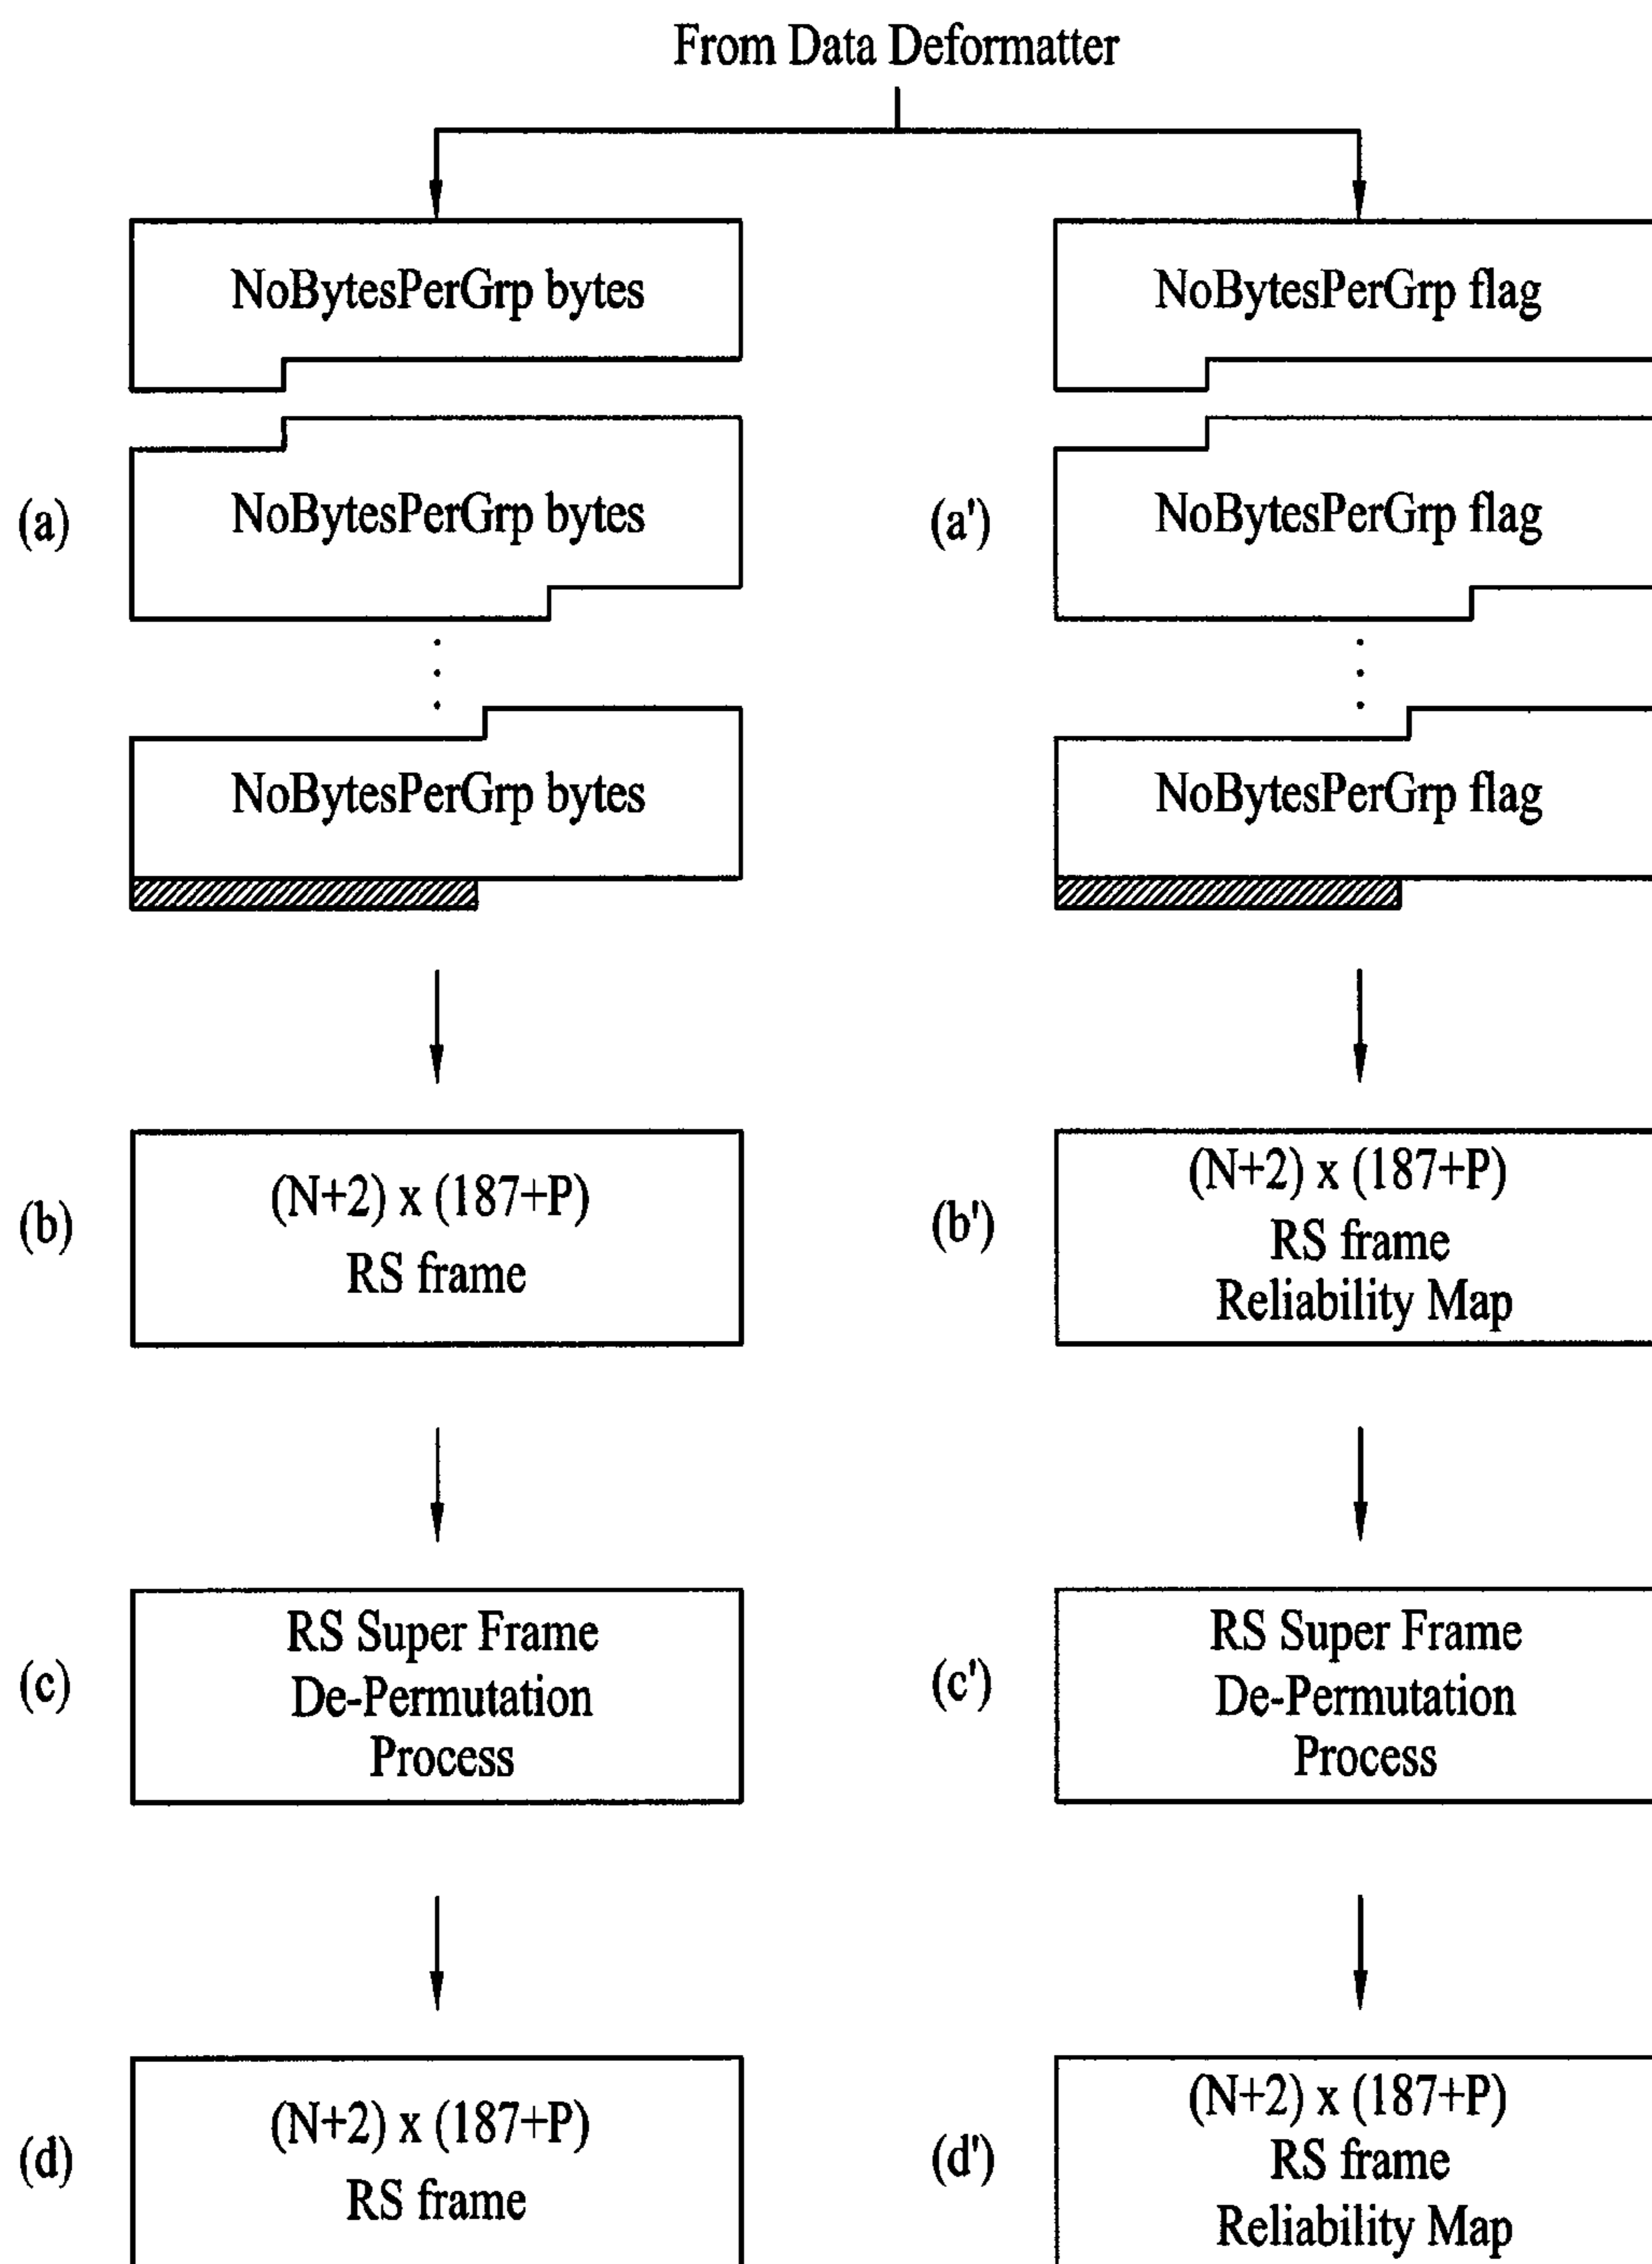 From Data Deformatter
NoBytesPerGrp bytes
NoBytesPerGrp flag
(a)
NoBytesPerGrp bytes
(a')
NoBytesPerGrp flag
NoBytesPerGrp bytes
NoBytesPerGrp flag
(b)
(N+2) x (187+P)
RS frame
(b')
(N+2) x (187+P)
RS frame
Reliability Map
(c)
RS Super Frame
De-Permutation
Process
(c')
RS Super Frame
De-Permutation
Process
(d)
(N+2) x (187+P)
RS frame
(d')
(N+2) x (187+P)
RS frame
Reliability Map